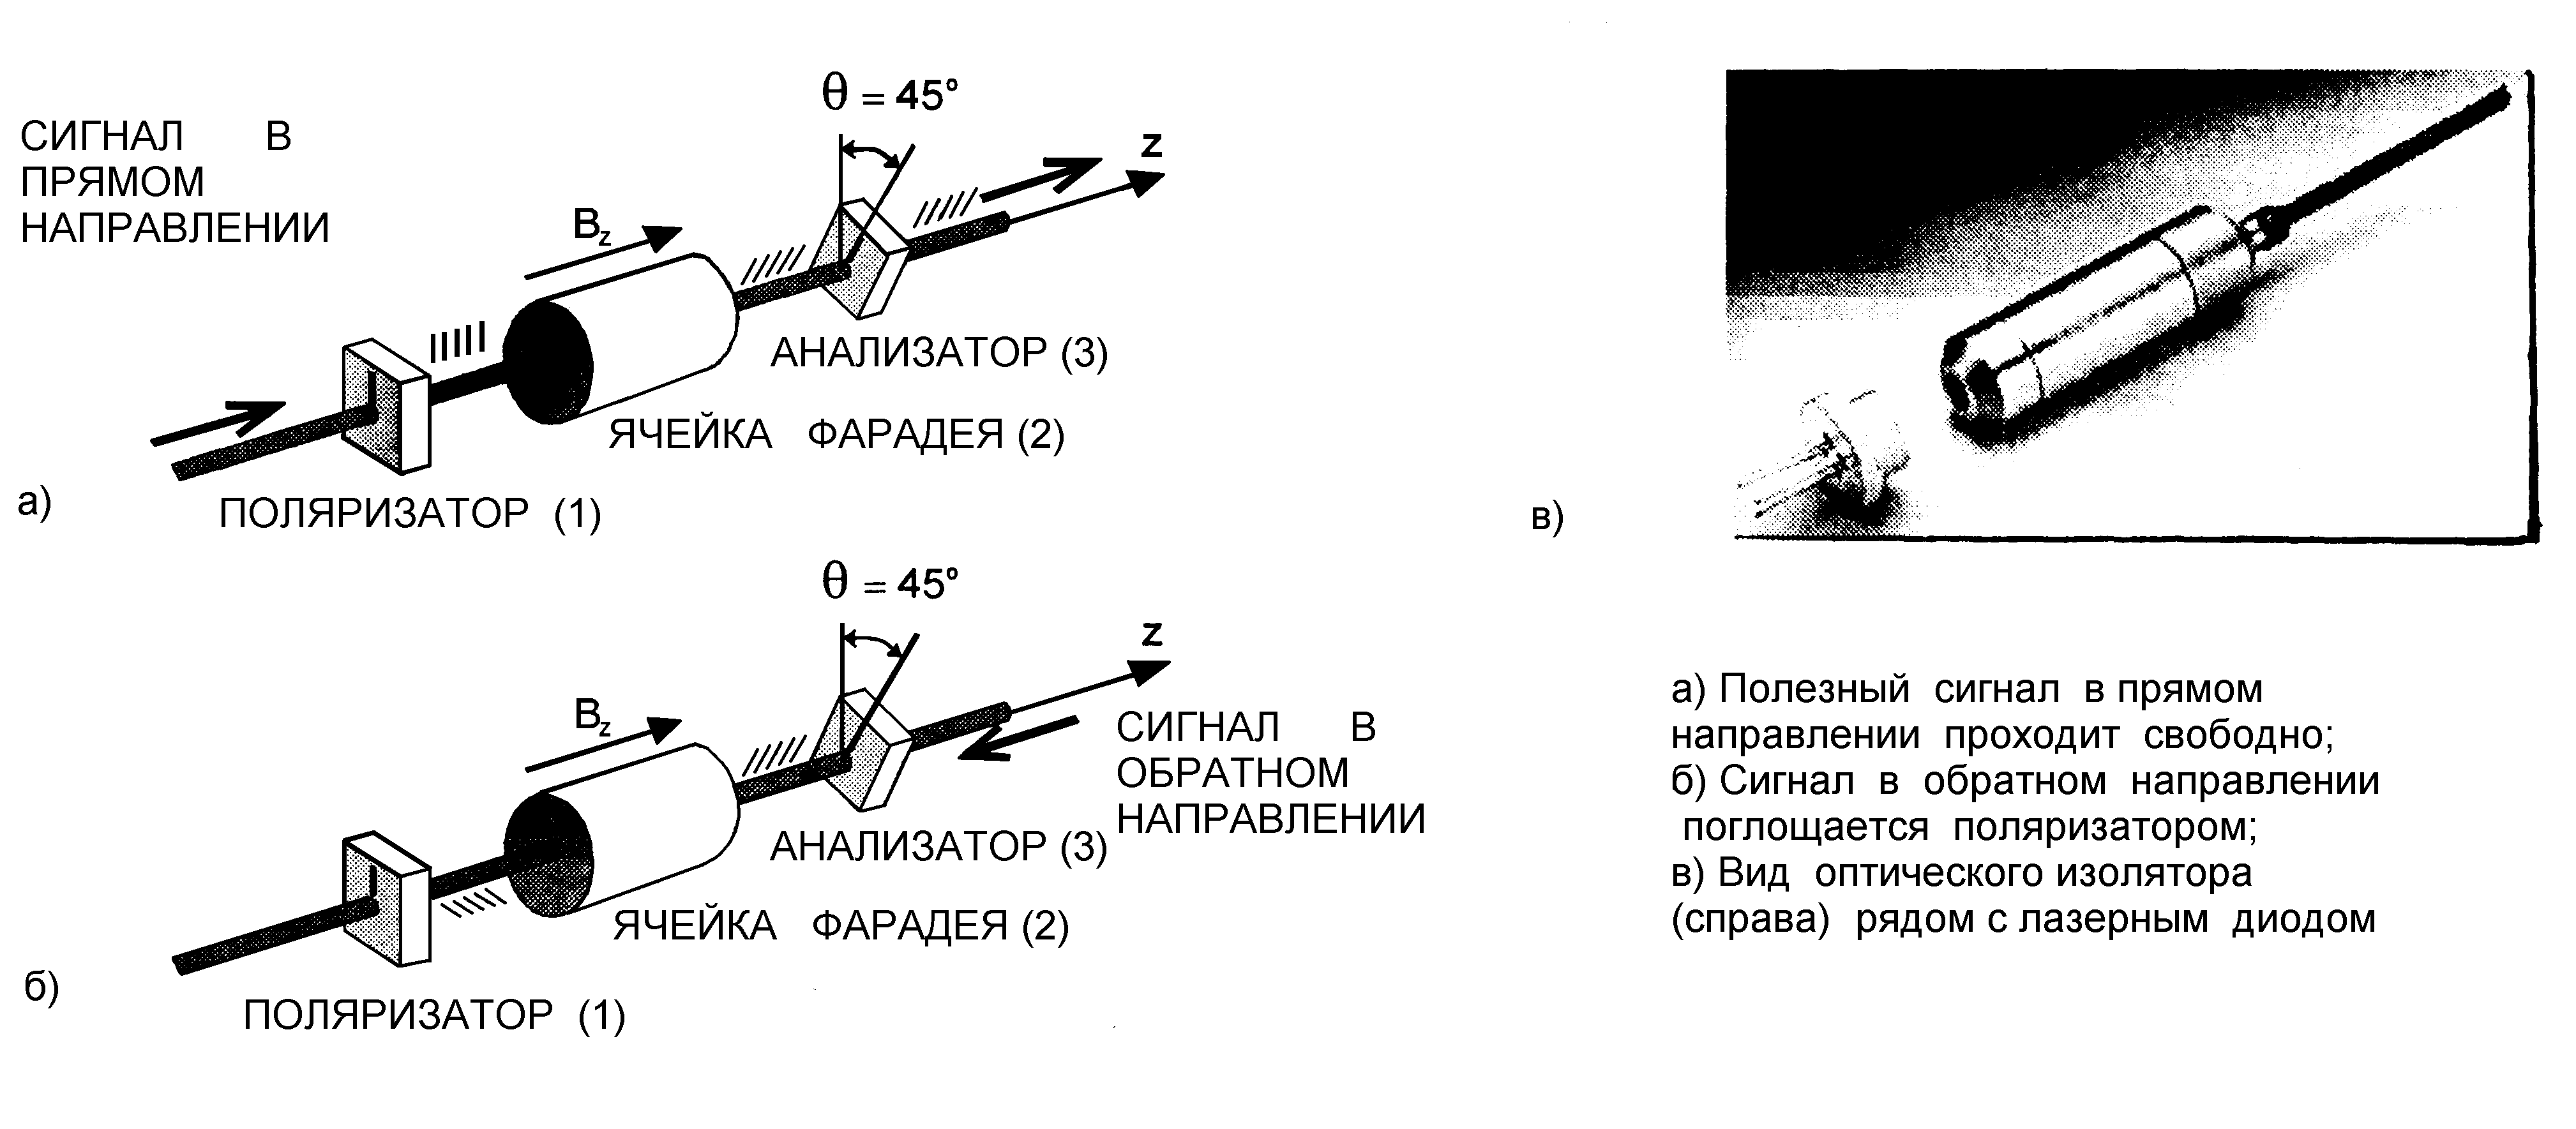 θ = 45º
СИГНАЛ В
ПРЯМОМ
НАПРАВЛЕНИИ
z
Bz
АНАЛИЗАТОР (3)
ЯЧЕЙКА ФАРАДЕЯ (2)
ПОЛЯРИЗАТОР (1)
а)
в)
θ = 45º
z
Bz
СИГНАЛ В
ОБРАТНОМ
НАПРАВЛЕНИИ
АНАЛИЗАТОР (3)
ЯЧЕЙКА ФАРАДЕЯ (2)
ПОЛЯРИЗАТОР (1)
б)
а) Полезный сигнал в прямом
направлении проходит свободно;
б) Сигнал в обратном направлении
поглощается поляризатором;
в) Вид оптического изолятора
(справа) рядом с лазерным диодом